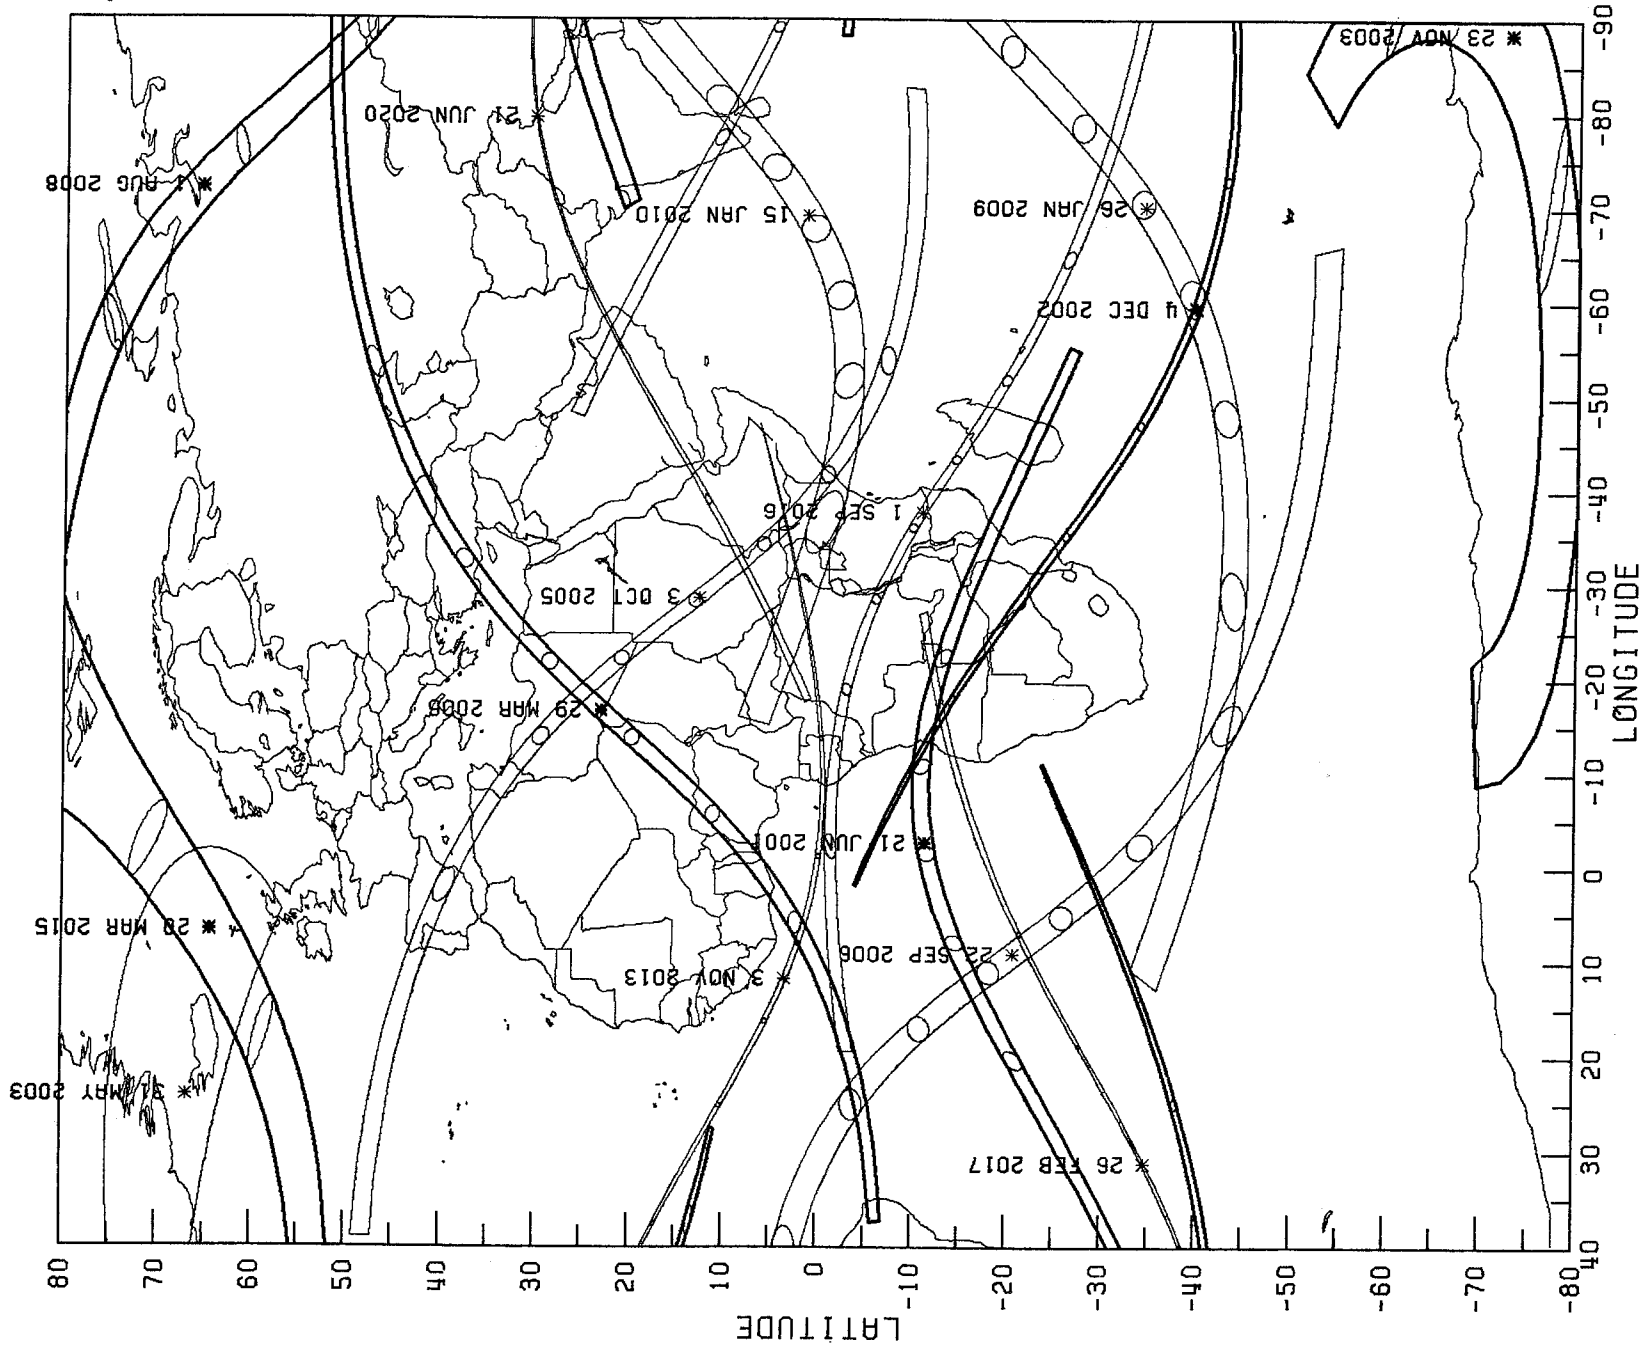 1 AUG 2008
21 JUN 2020
23 NOV 2003
15 JAN 2010
26 JAN 2009
4 DEC 2002
1 SEP 2016
3 OCT 2005
29 MAR 2006
21 JUN 2001
20 MAR 2015
22 SEP 2006
3 NOV 2013
31 MAY 2003
26 FEB 2017
LATITUDE
80
70
60
50
40
30
20
10
0
-10
-20
-30
-40
-50
-60
-70
-80
LONGITUDE
40
30
20
10
0
-10
-20
-30
-40
-50
-60
-70
-80
-90